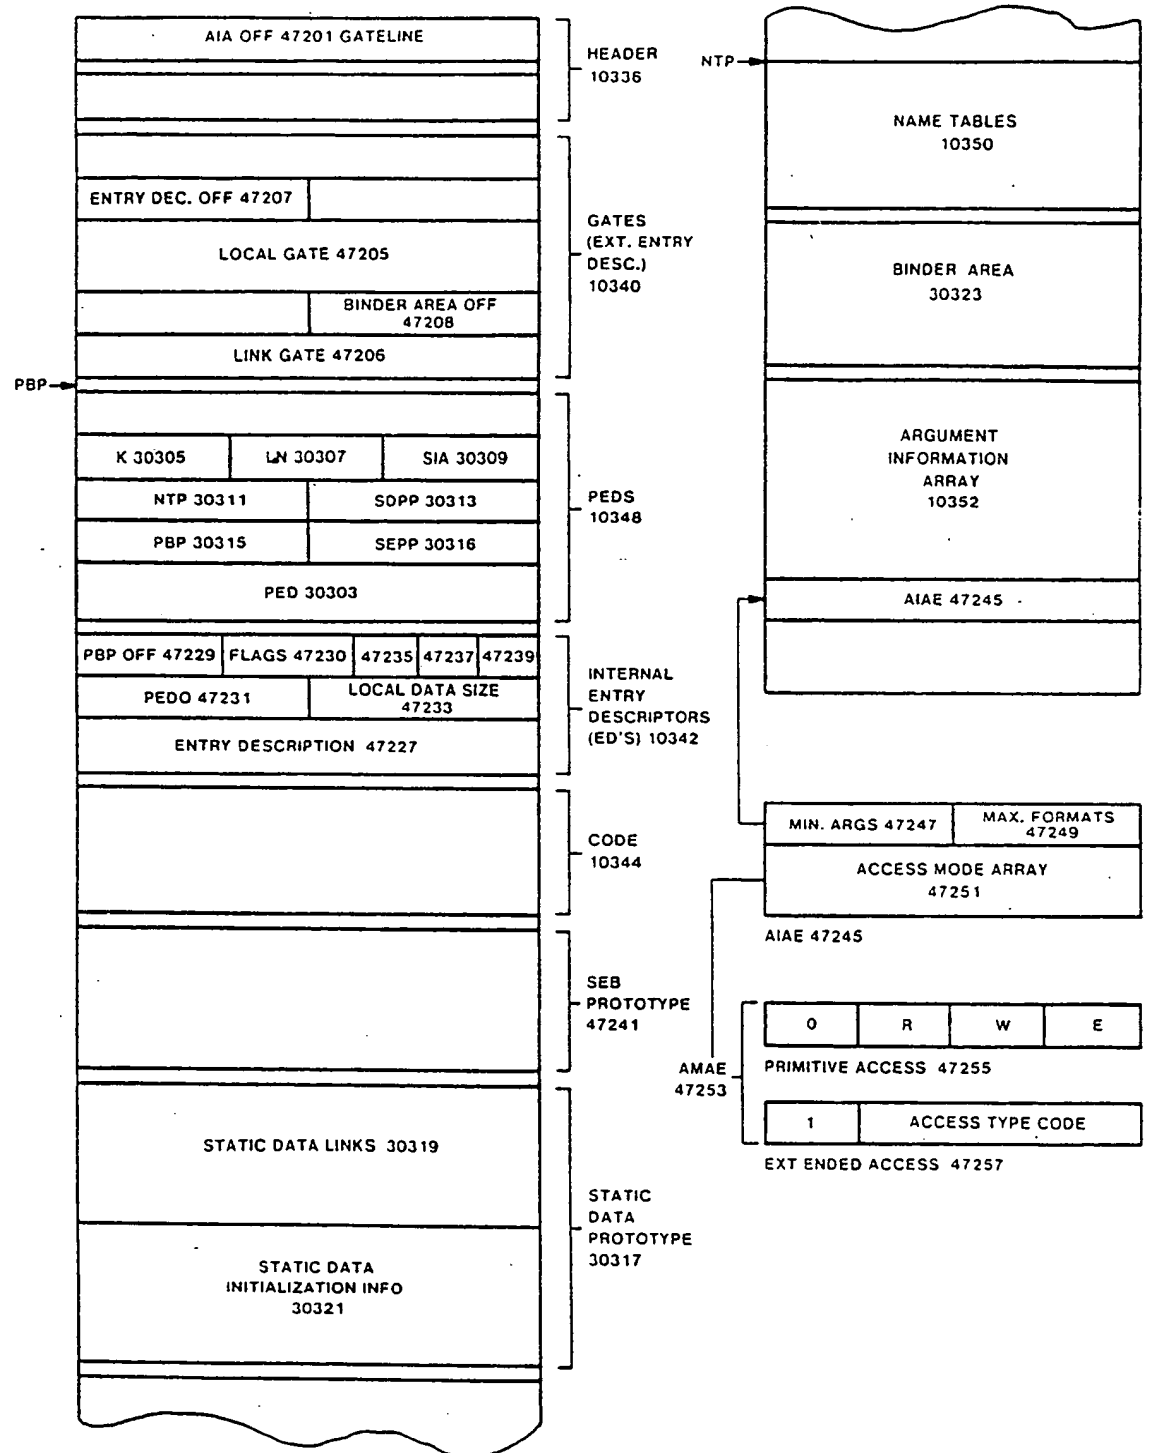 AIA OFF 47201 GATELINE
HEADER
10336
ENTRY DEC. OFF 47207
LOCAL GATE 47205
BINDER AREA OFF
47208
LINK GATE 47206
GATES
(EXT. ENTRY
DESC.)
10340
PBP
K 30305
LN 30307
SIA 30309
NTP 30311
SDPP 30313
PBP 30315
SEPP 30316
PED 30303
PEDS
10348
PBP OFF 47229
FLAGS 47230
47235
47237
47239
PEDO 47231
LOCAL DATA SIZE
47233
ENTRY DESCRIPTION 47227
INTERNAL
ENTRY
DESCRIPTORS
(ED'S) 10342
CODE
10344
SEB
PROTOTYPE
47241
STATIC DATA LINKS 30319
STATIC DATA
INITIALIZATION INFO
30321
STATIC
DATA
PROTOTYPE
30317
NTP
NAME TABLES
10350
BINDER AREA
30323
ARGUMENT
INFORMATION
ARRAY
10352
AIAE 47245
MIN. ARGS 47247
MAX. FORMATS
47249
ACCESS MODE ARRAY
47251
AIAE 47245
AMAE
47253
O R W E
PRIMITIVE ACCESS 47255
1 ACCESS TYPE CODE
EXT ENDED ACCESS 47257